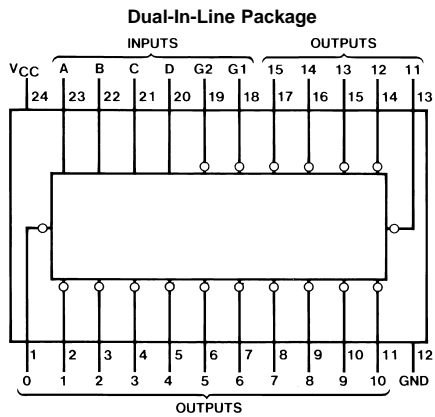 Dual-In-Line Package
INPUTS OUTPUTS
VCC A B C D G2 G1 15 14 13 12 11
24 23 22 21 20 19 18 17 16 15 14 13
1 2 3 4 5 6 7 8 9 10 11 12
0 1 2 3 4 5 6 7 8 9 10 GND
OUTPUTS